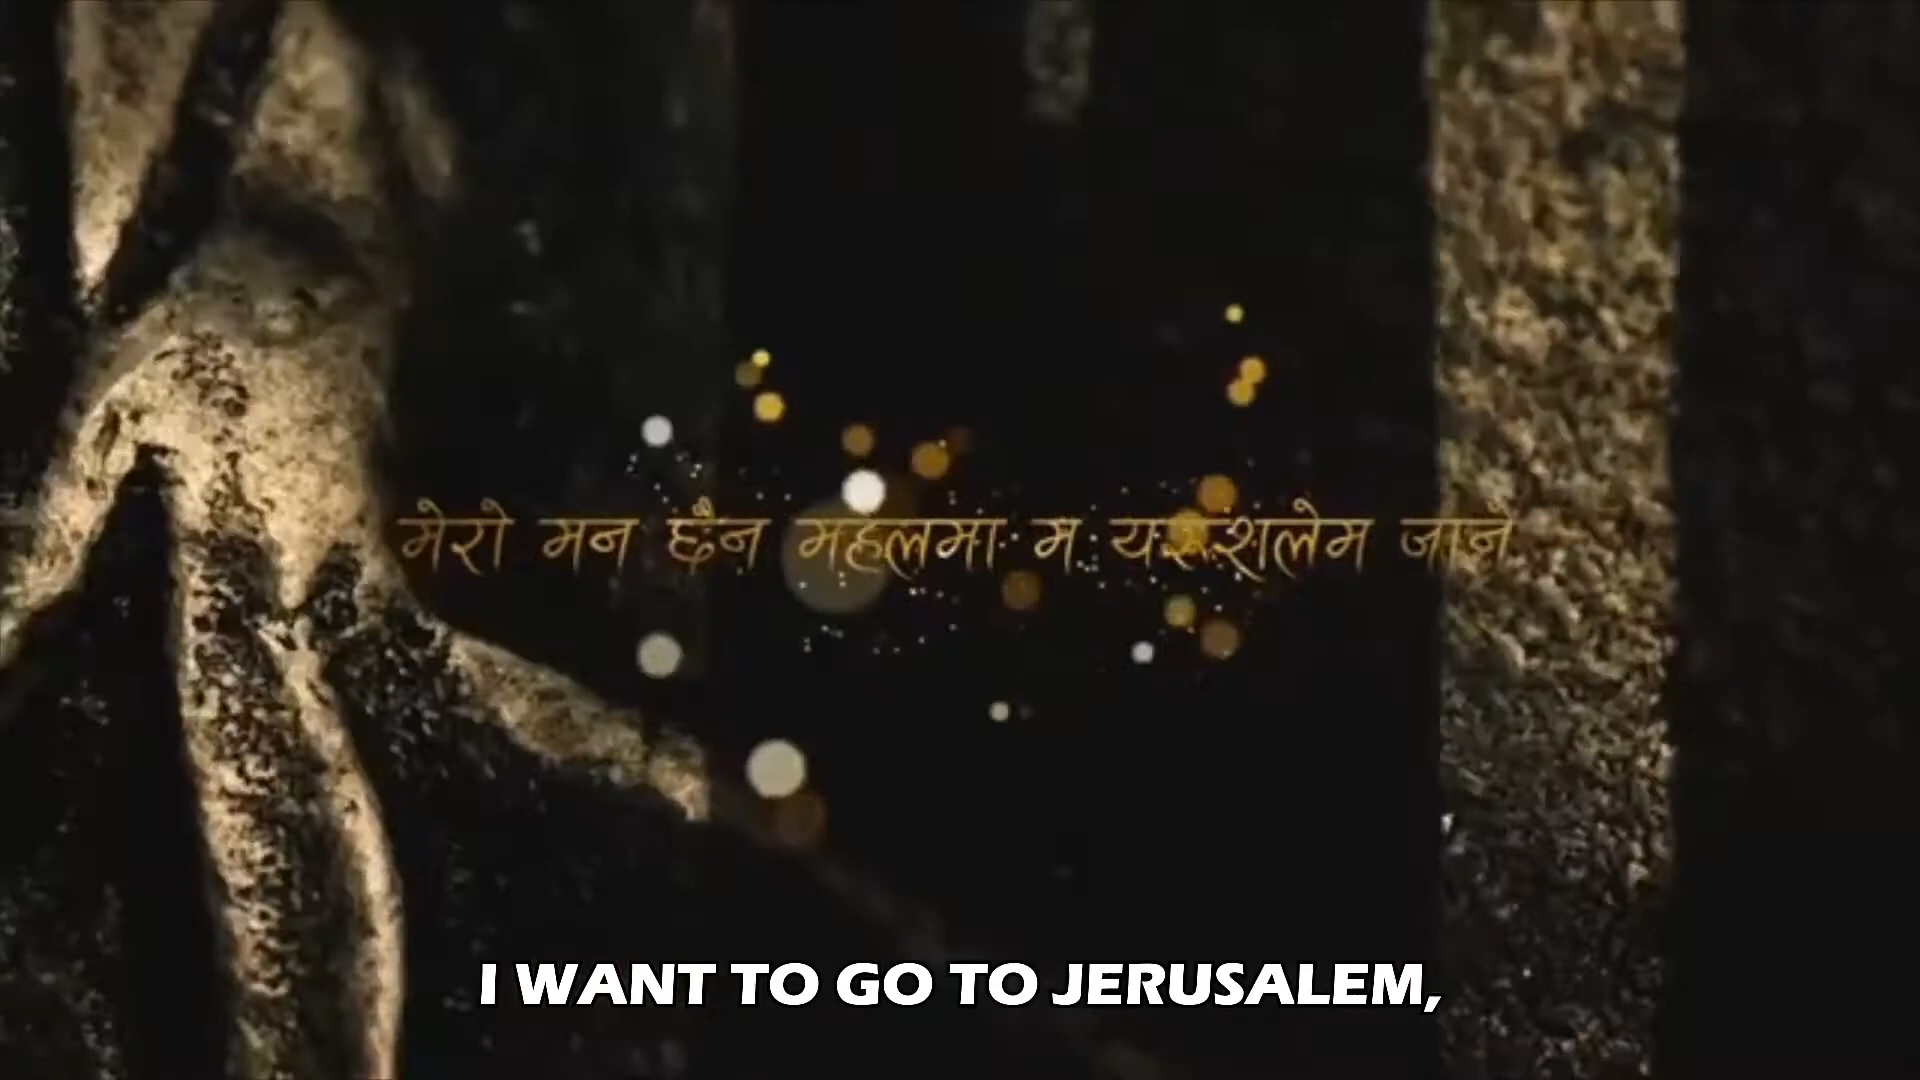 मेरो मन छैन महलमा म यरूशलेम जाने
I WANT TO GO TO JERUSALEM,